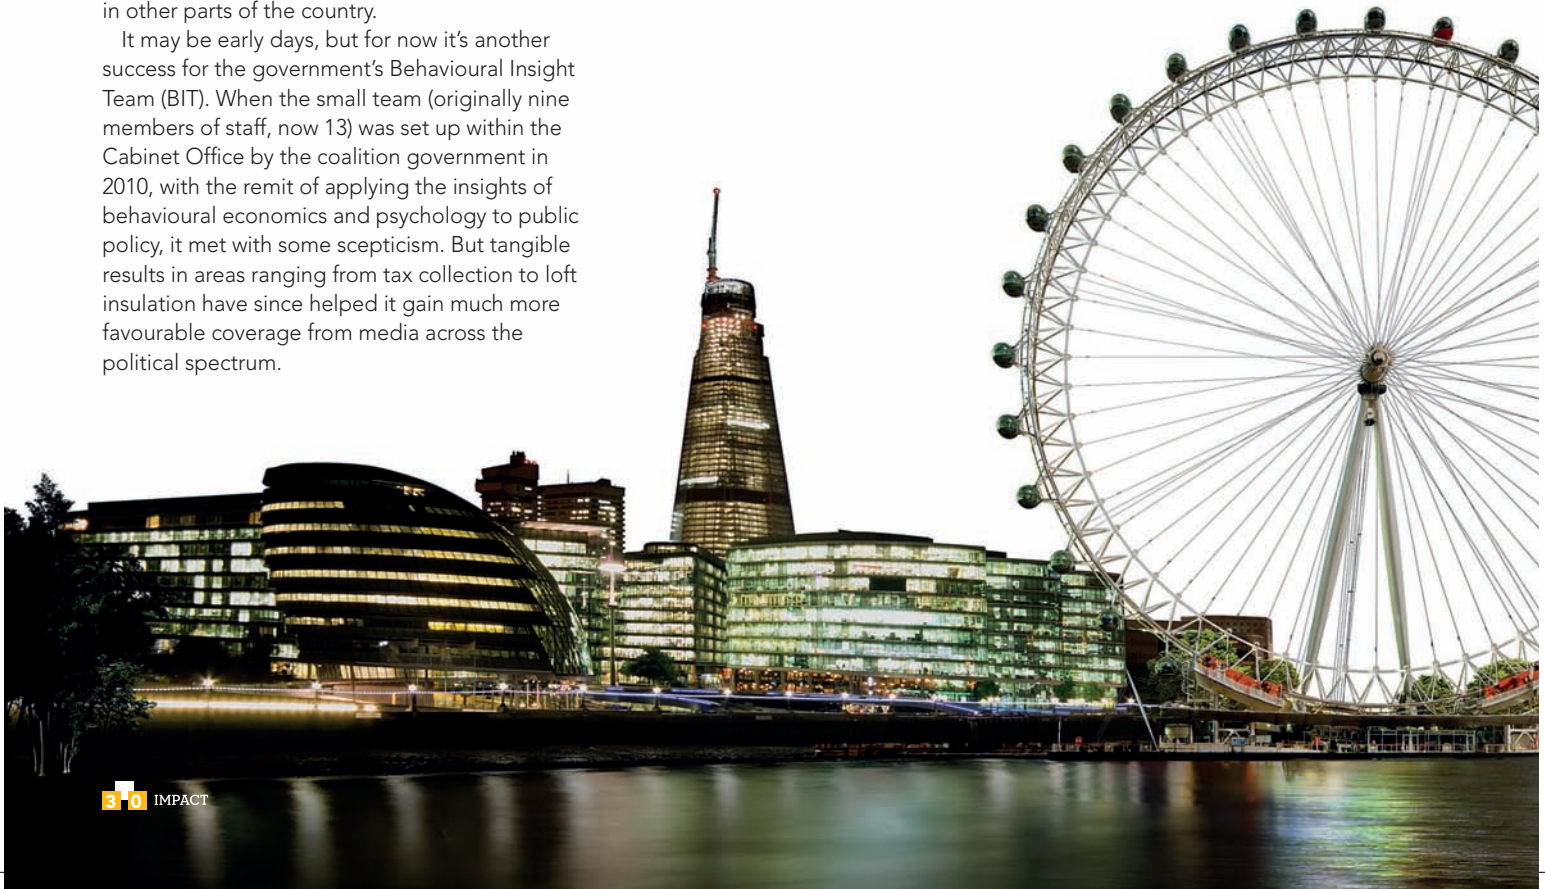 in other parts of the country.
It may be early days, but for now it’s another
success for the government’s Behavioural Insight
Team (BIT). When the small team (originally nine
members of staff, now 13) was set up within the
Cabinet Office by the coalition government in
2010, with the remit of applying the insights of
behavioural economics and psychology to public
policy, it met with some scepticism. But tangible
results in areas ranging from tax collection to loft
insulation have since helped it gain much more
favourable coverage from media across the
political spectrum.
30 IMPACT